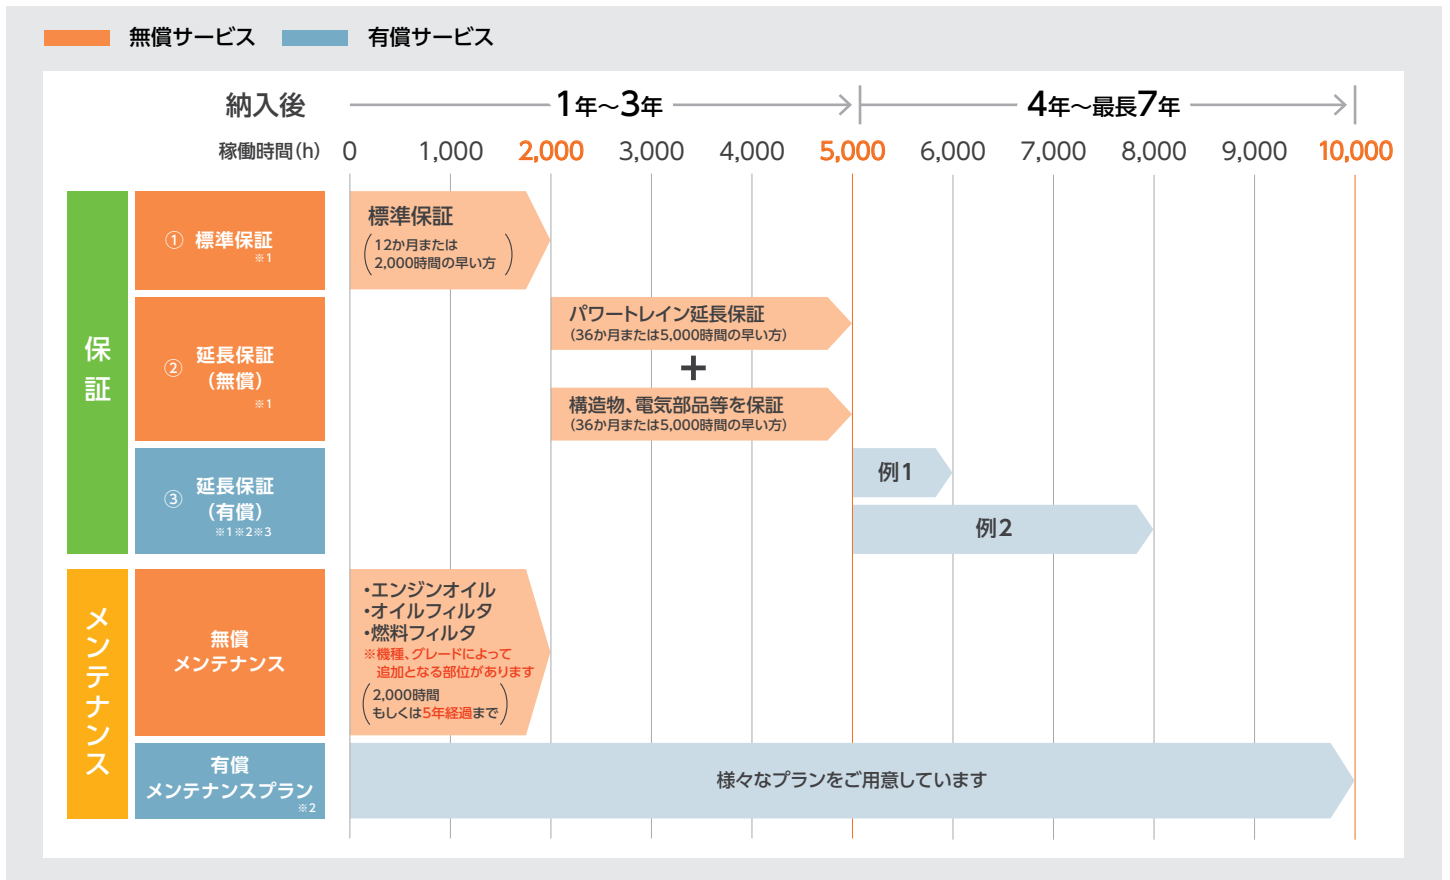 無償サービス
有償サービス
納入後
1年～3年
4年～最長7年
稼働時間(h)
0
1,000
2,000
3,000
4,000
5,000
6,000
7,000
8,000
9,000
10,000
保証
① 標準保証
※1
標準保証
(12か月または
2,000時間の早い方)
② 延長保証
(無償)
※1
パワートレイン延長保証
(36か月または5,000時間の早い方)
+
構造物、電気部品等を保証
(36か月または5,000時間の早い方)
③ 延長保証
(有償)
※1※2※3
例1
例2
メンテナンス
無償
メンテナンス
・エンジンオイル
・オイルフィルタ
・燃料フィルタ
※機種、グレードによって
追加となる部位があります
(2,000時間
もしくは5年経過まで)
有償
メンテナンスプラン
※2
様々なプランをご用意しています